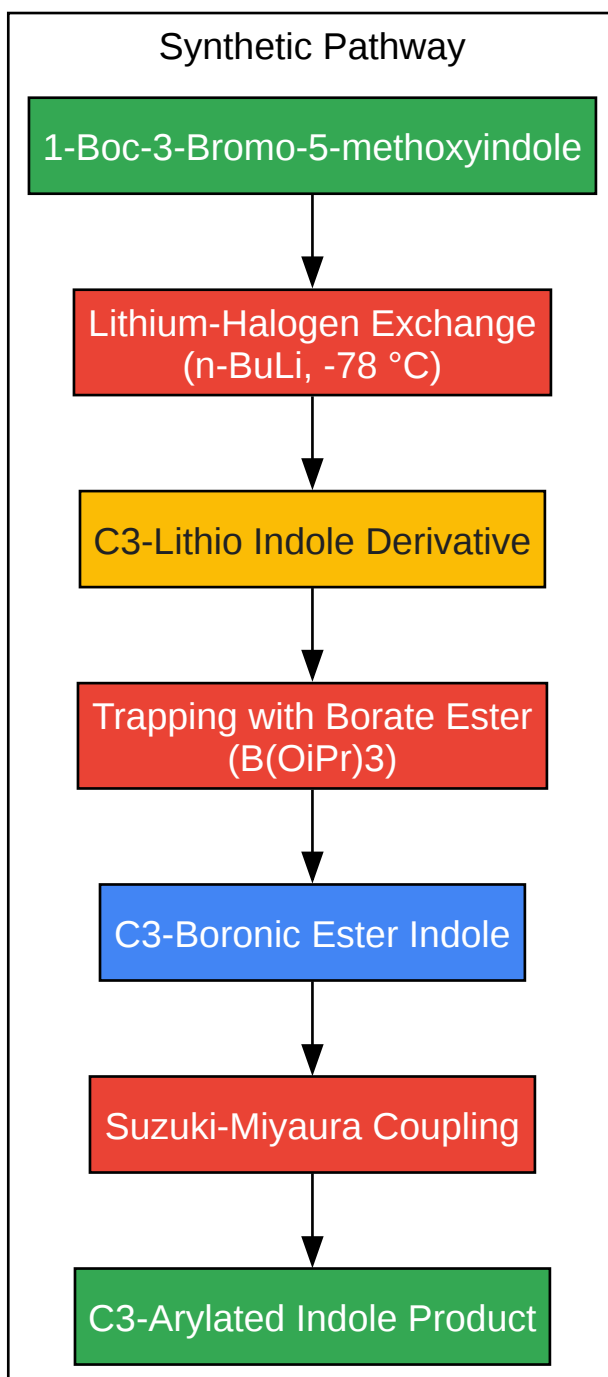 Synthetic Pathway
1-Boc-3-Bromo-5-methoxyindole
Lithium-Halogen Exchange
(n-BuLi, -78 °C)
C3-Lithio Indole Derivative
Trapping with Borate Ester
(B(OiPr)3)
C3-Boronic Ester Indole
Suzuki-Miyaura Coupling
C3-Arylated Indole Product